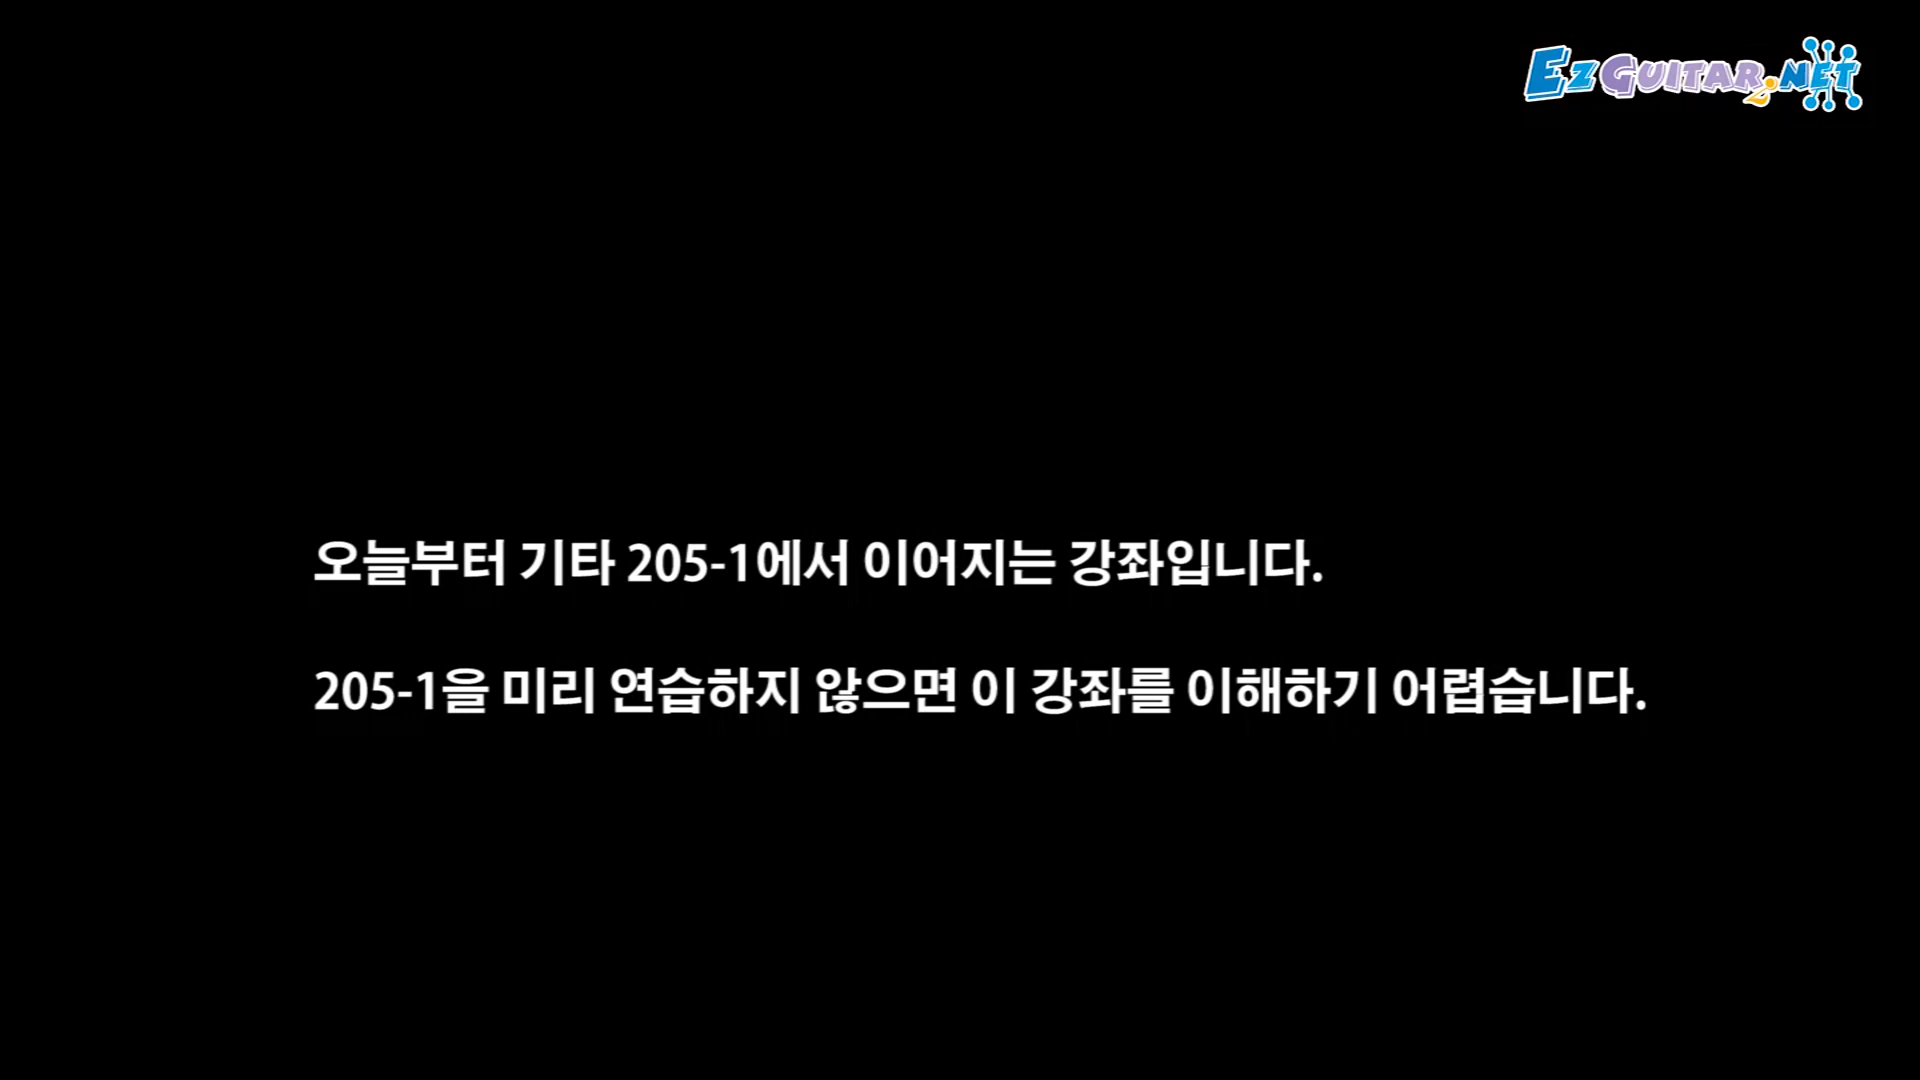 EzGuitar2.NET
오늘부터 기타 205-1에서 이어지는 강좌입니다.
205-1을 미리 연습하지 않으면 이 강좌를 이해하기 어렵습니다.